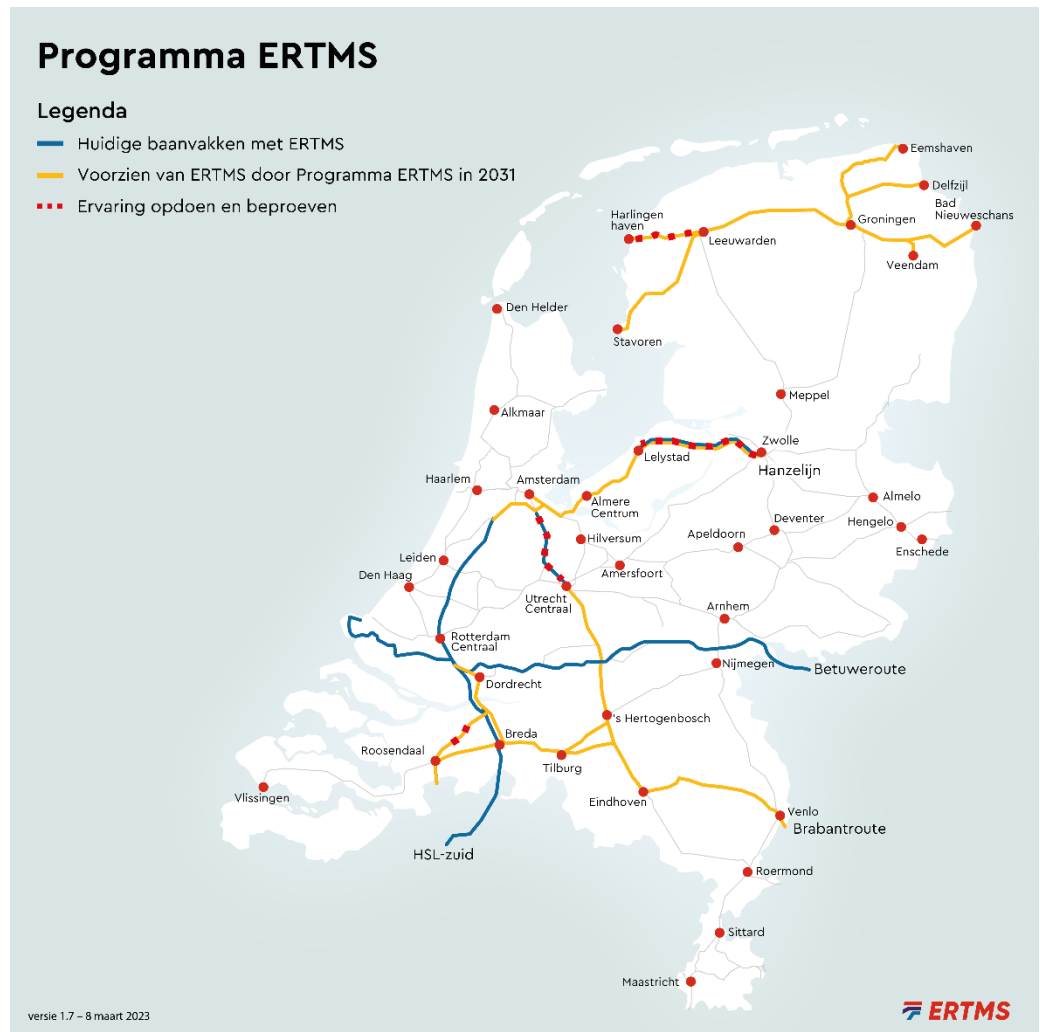 Programma ERTMS
Legenda
Huidige baanvakken met ERTMS
Voorzien van ERTMS door Programma ERTMS in 2031
Ervaring opdoen en beproeven
Eemshaven
Delfzijl
Bad
Nieuweschans
Harlingen
haven
Leeuwarden
Groningen
Veendam
Den Helder
Stavoren
Meppel
Alkmaar
Zwolle
Lelystad
Hanzelijn
Haarlem
Amsterdam
Almere
Centrum
Almelo
Deventer
Hengelo
Apeldoorn
Hilversum
Enschede
Leiden
Amersfoort
Den Haag
Utrecht
Centraal
Arnhem
Rotterdam
Centraal
Nijmegen
Betuweroute
Dordrecht
's Hertogenbosch
Breda
Roosendaal
Tilburg
Vlissingen
Eindhoven
Venlo
Brabantroute
HSL-zuid
Roermond
Sittard
Maastricht
versie 1.7 – 8 maart 2023
ERTMS